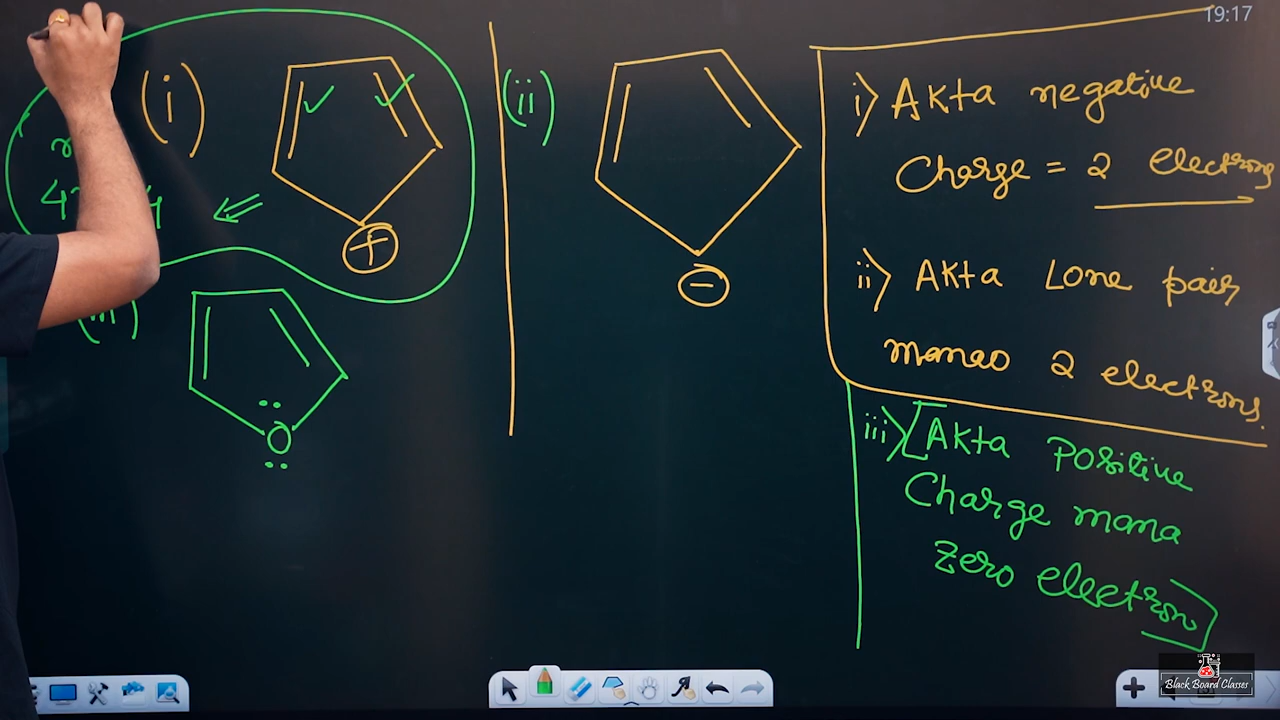 19:17
(i)
(ii)
+
-
(iii)
O
i) Akta negative
Charge = 2 electrons
ii) Akta Lone pair
manao 2 electrons.
iii) Akta Positive
Charge mana
Zero electron
Black Board Classes